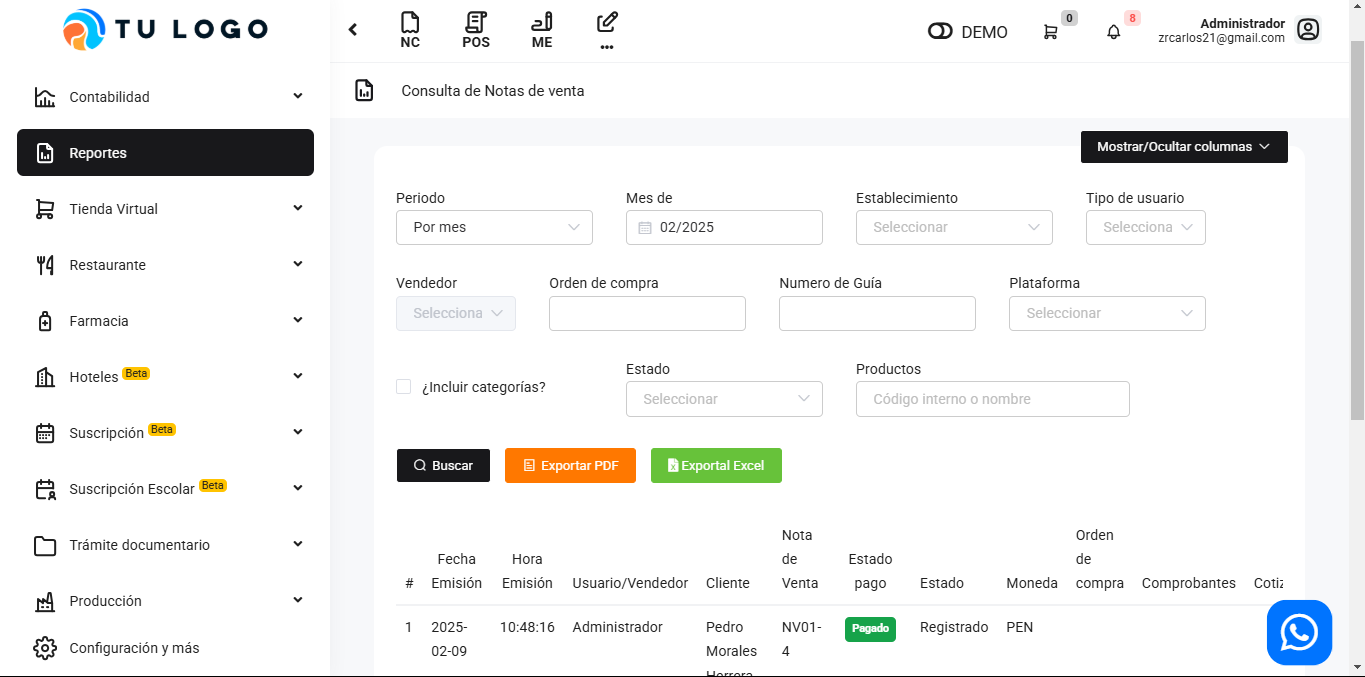 TU LOGO
NC
POS
ME
...
DEMO
0
8
Administrador
zrcarlos21@gmail.com
Contabilidad
Reportes
Tienda Virtual
Restaurante
Farmacia
Hoteles Beta
Suscripción Beta
Suscripción Escolar Beta
Trámite documentario
Producción
Configuración y más
Consulta de Notas de venta
Mostrar/Ocultar columnas
Periodo
Mes de
Establecimiento
Tipo de usuario
Por mes
02/2025
Seleccionar
Selecciona
Vendedor
Orden de compra
Numero de Guía
Plataforma
Selecciona
Seleccionar
¿Incluir categorías?
Estado
Productos
Seleccionar
Código interno o nombre
Buscar
Exportar PDF
Exportal Excel
#
Fecha
Emisión
Hora
Emisión
Usuario/Vendedor
Cliente
Nota
de
Venta
Estado
pago
Estado
Moneda
Orden
de
compra
Comprobantes
Cotiz
1
2025-
02-09
10:48:16
Administrador
Pedro
Morales
Herrera
NV01-
4
Pagado
Registrado
PEN